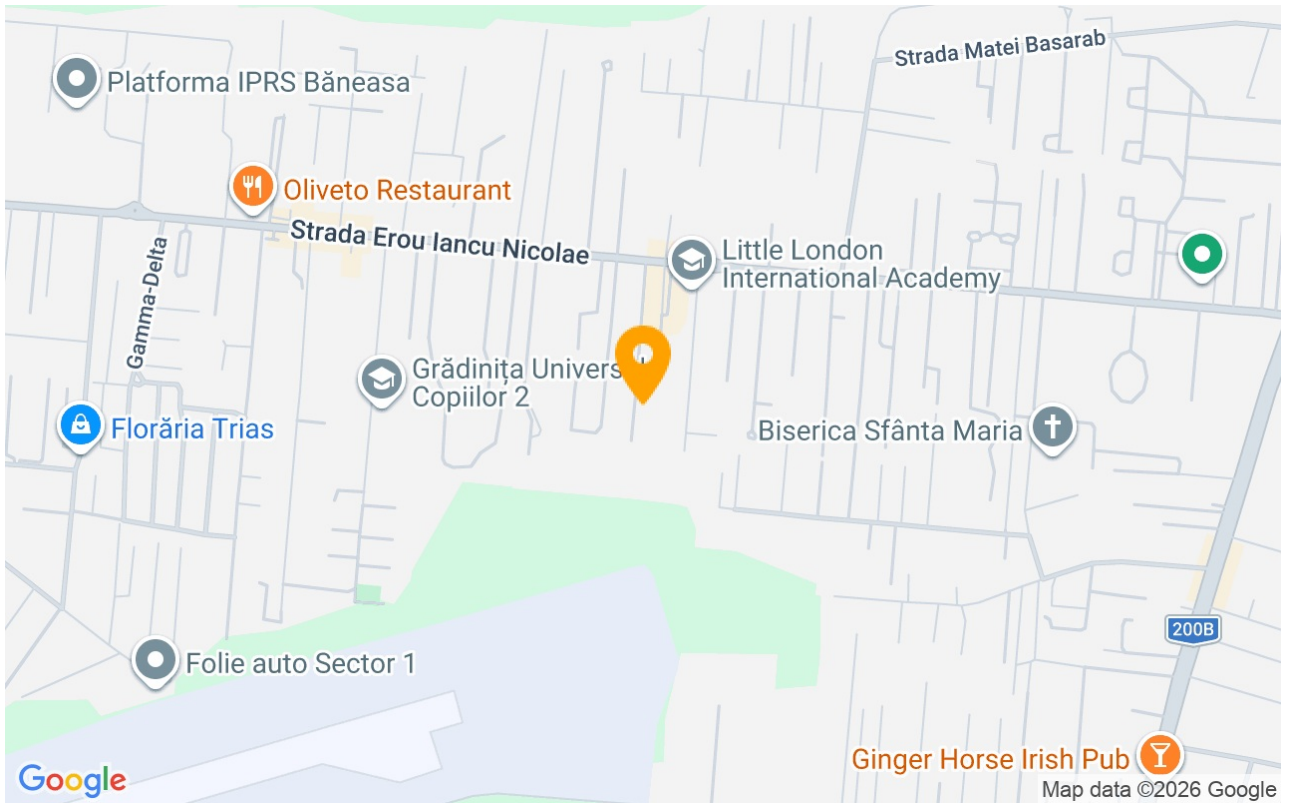 Strada Matei Basarab
Platforma IPRS Băneasa
Oliveto Restaurant
Strada Erou Iancu Nicolae
Little London
International Academy
Gamma-Delta
Grădinița Univers
Copiilor 2
Florăria Trias
Biserica Sfânta Maria
200B
Folie auto Sector 1
Ginger Horse Irish Pub
Google
Map data ©2026 Google